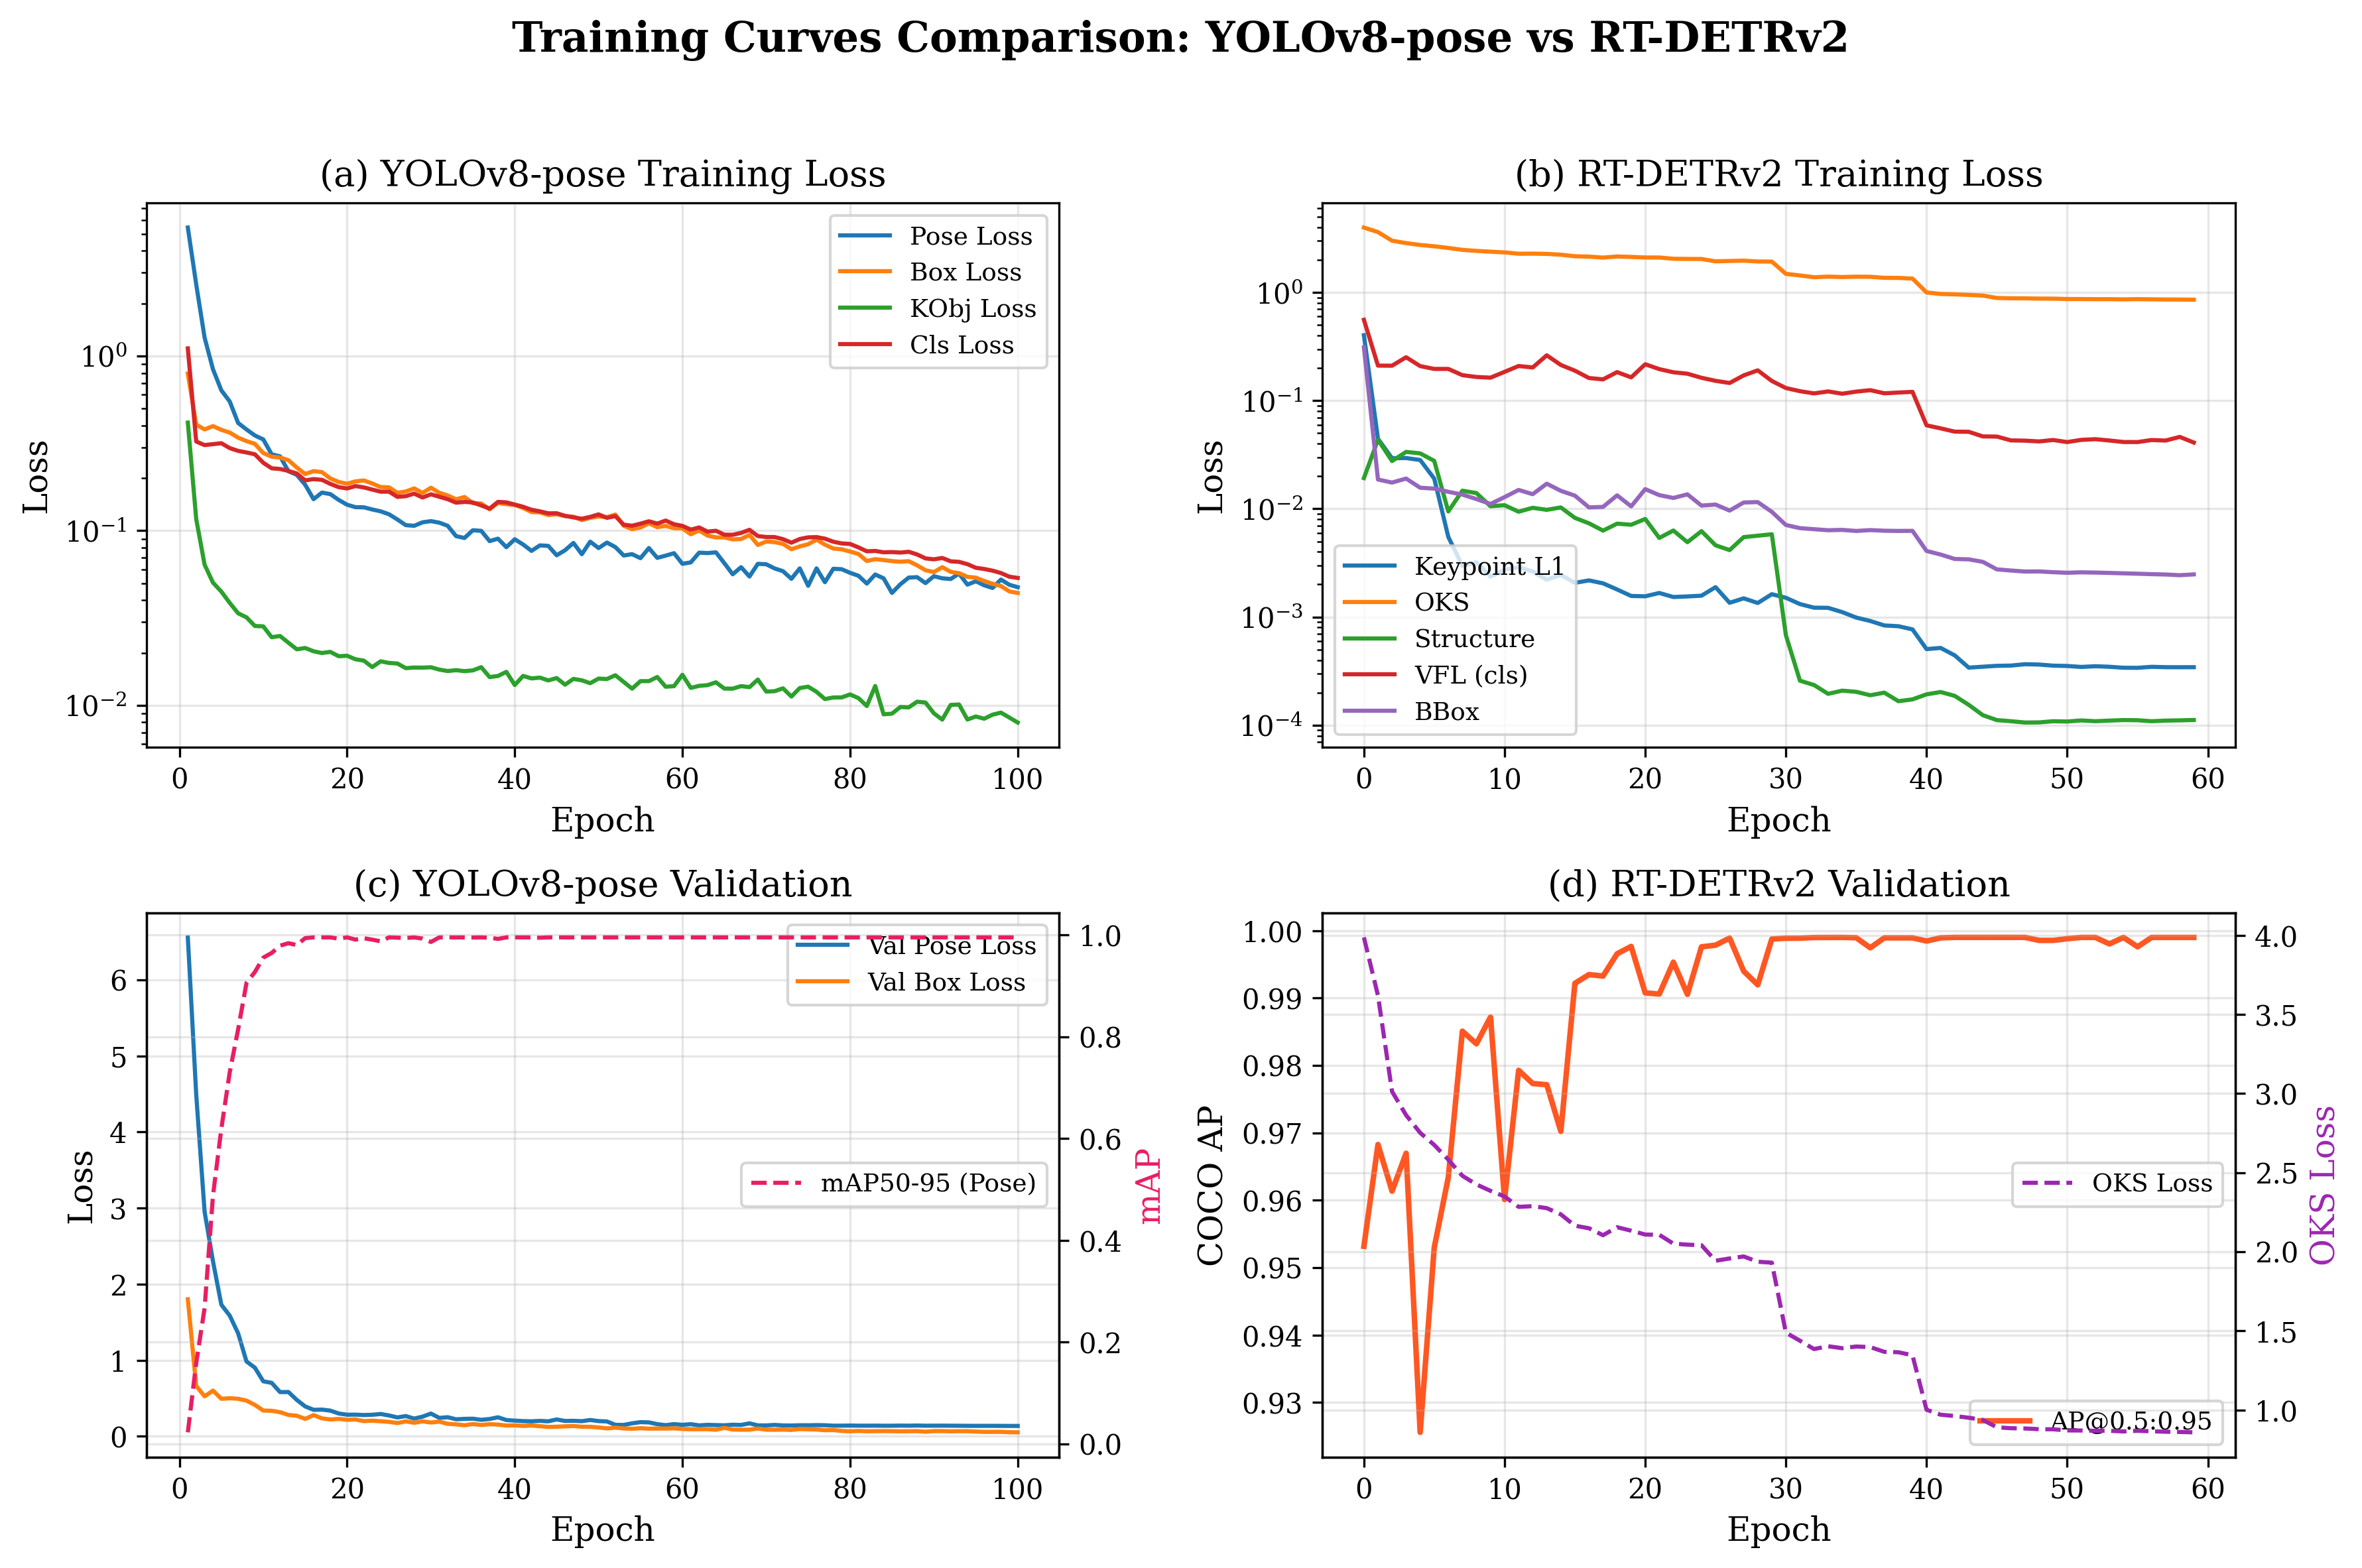 Training Curves Comparison: YOLOv8-pose vs RT-DETRv2
(a) YOLOv8-pose Training Loss
Loss
10⁰
10⁻¹
10⁻²
Pose Loss
Box Loss
KObj Loss
Cls Loss
0 20 40 60 80 100
Epoch
(b) RT-DETRv2 Training Loss
Loss
10⁰
10⁻¹
10⁻²
10⁻³
10⁻⁴
Keypoint L1
OKS
Structure
VFL (cls)
BBox
0 10 20 30 40 50 60
Epoch
(c) YOLOv8-pose Validation
Loss
6
5
4
3
2
1
0
Val Pose Loss
Val Box Loss
mAP50-95 (Pose)
1.0
0.8
0.6
0.4
0.2
0.0
mAP
0 20 40 60 80 100
Epoch
(d) RT-DETRv2 Validation
COCO AP
1.00
0.99
0.98
0.97
0.96
0.95
0.94
0.93
OKS Loss
AP@0.5:0.95
4.0
3.5
3.0
2.5
2.0
1.5
1.0
OKS Loss
0 10 20 30 40 50 60
Epoch